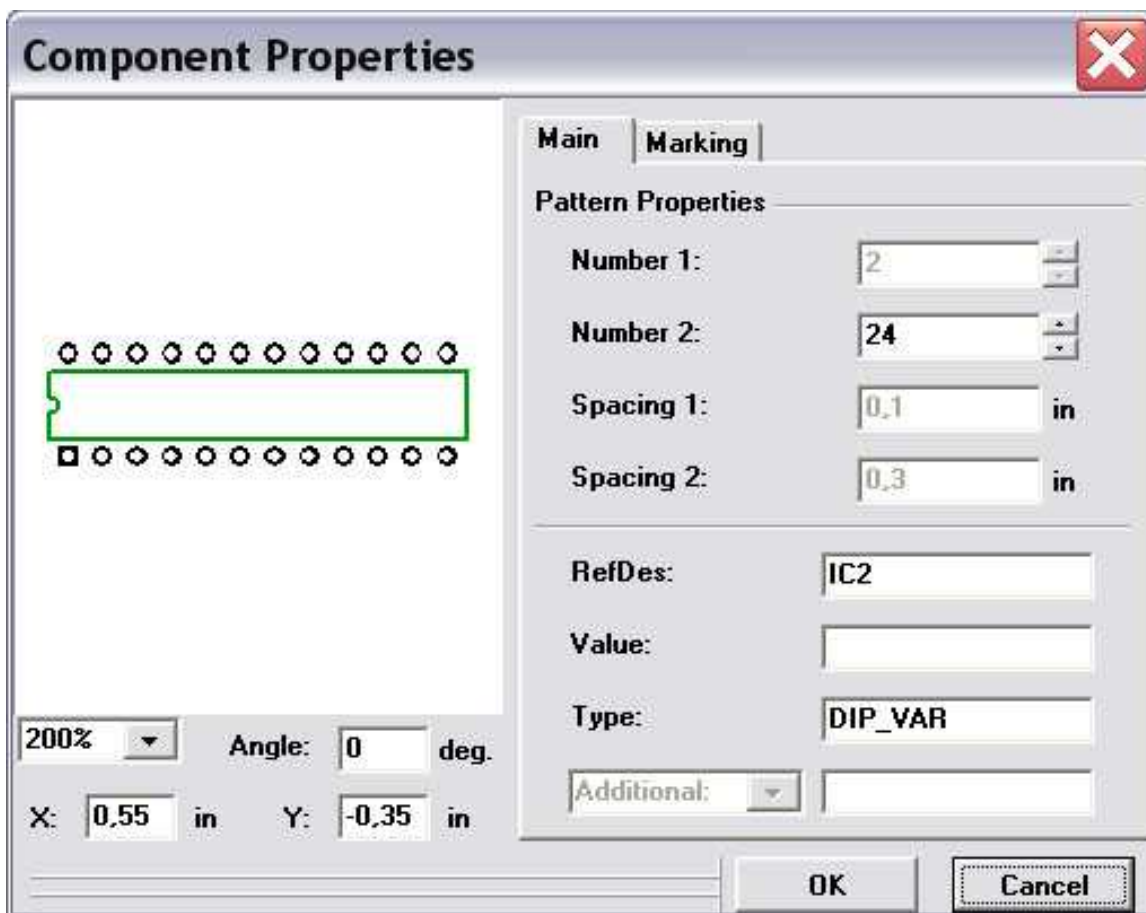 Component Properties
Main
Marking
Pattern Properties
Number 1:
2
Number 2:
24
Spacing 1:
0,1
in
Spacing 2:
0,3
in
RefDes:
IC2
Value:
Type:
DIP_VAR
Additional:
200%
Angle:
0
deg.
X:
0,55
in
Y:
-0,35
in
OK
Cancel